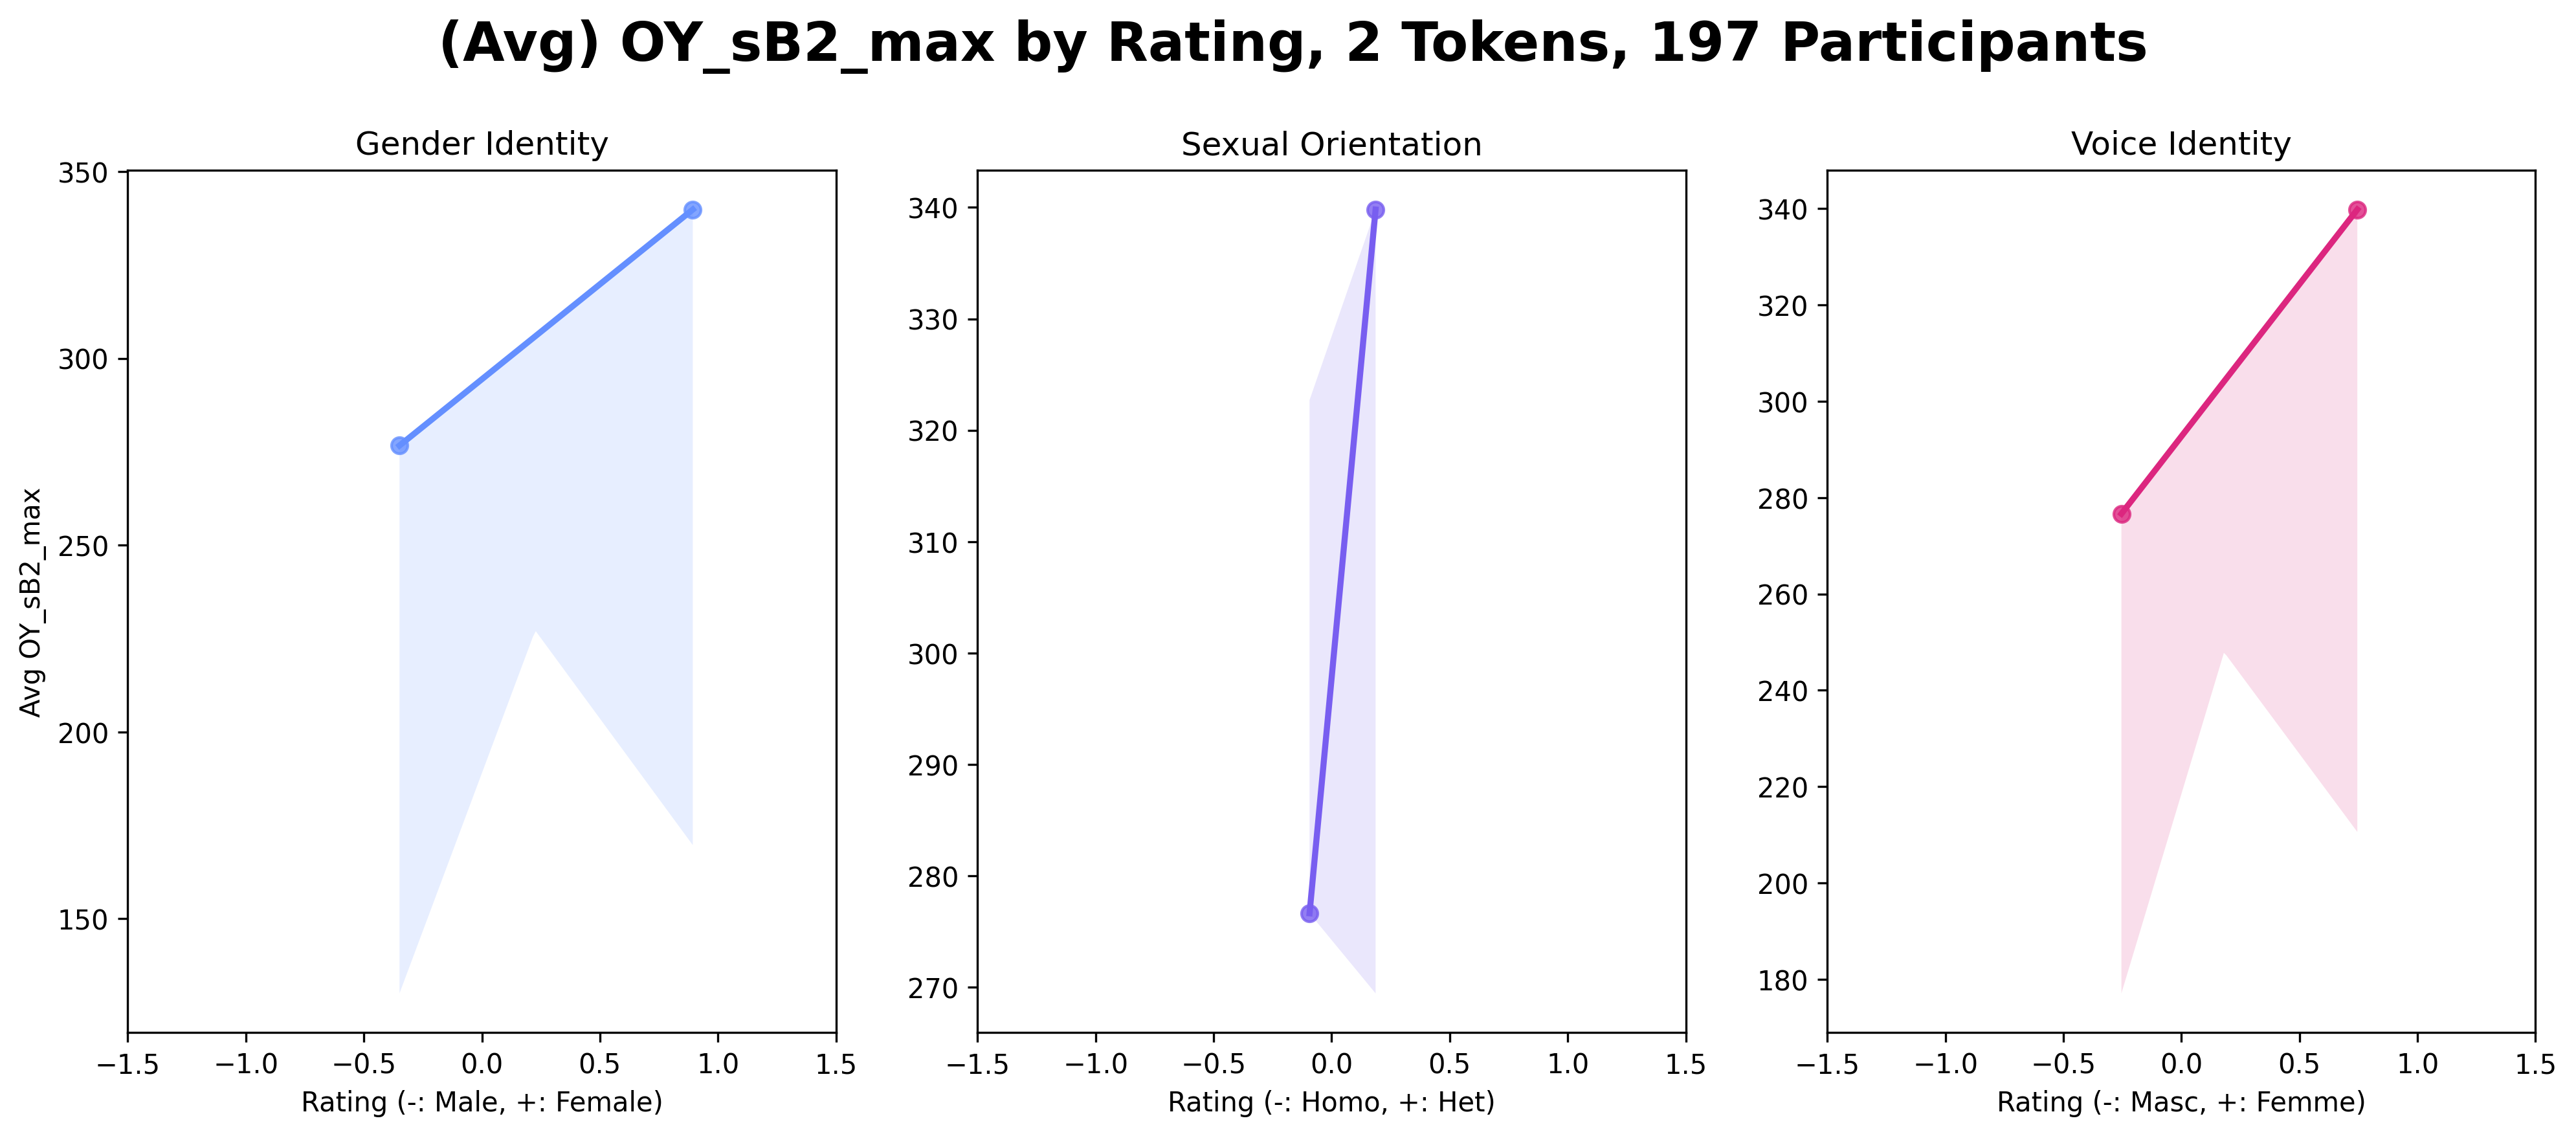 (Avg) OY_sB2_max by Rating, 2 Tokens, 197 Participants
Gender Identity
350
300
250
200
150
Avg OY_sB2_max
−1.5 −1.0 −0.5 0.0 0.5 1.0 1.5
Rating (-: Male, +: Female)
Sexual Orientation
340
330
320
310
300
290
280
270
−1.5 −1.0 −0.5 0.0 0.5 1.0 1.5
Rating (-: Homo, +: Het)
Voice Identity
340
320
300
280
260
240
220
200
180
−1.5 −1.0 −0.5 0.0 0.5 1.0 1.5
Rating (-: Masc, +: Femme)